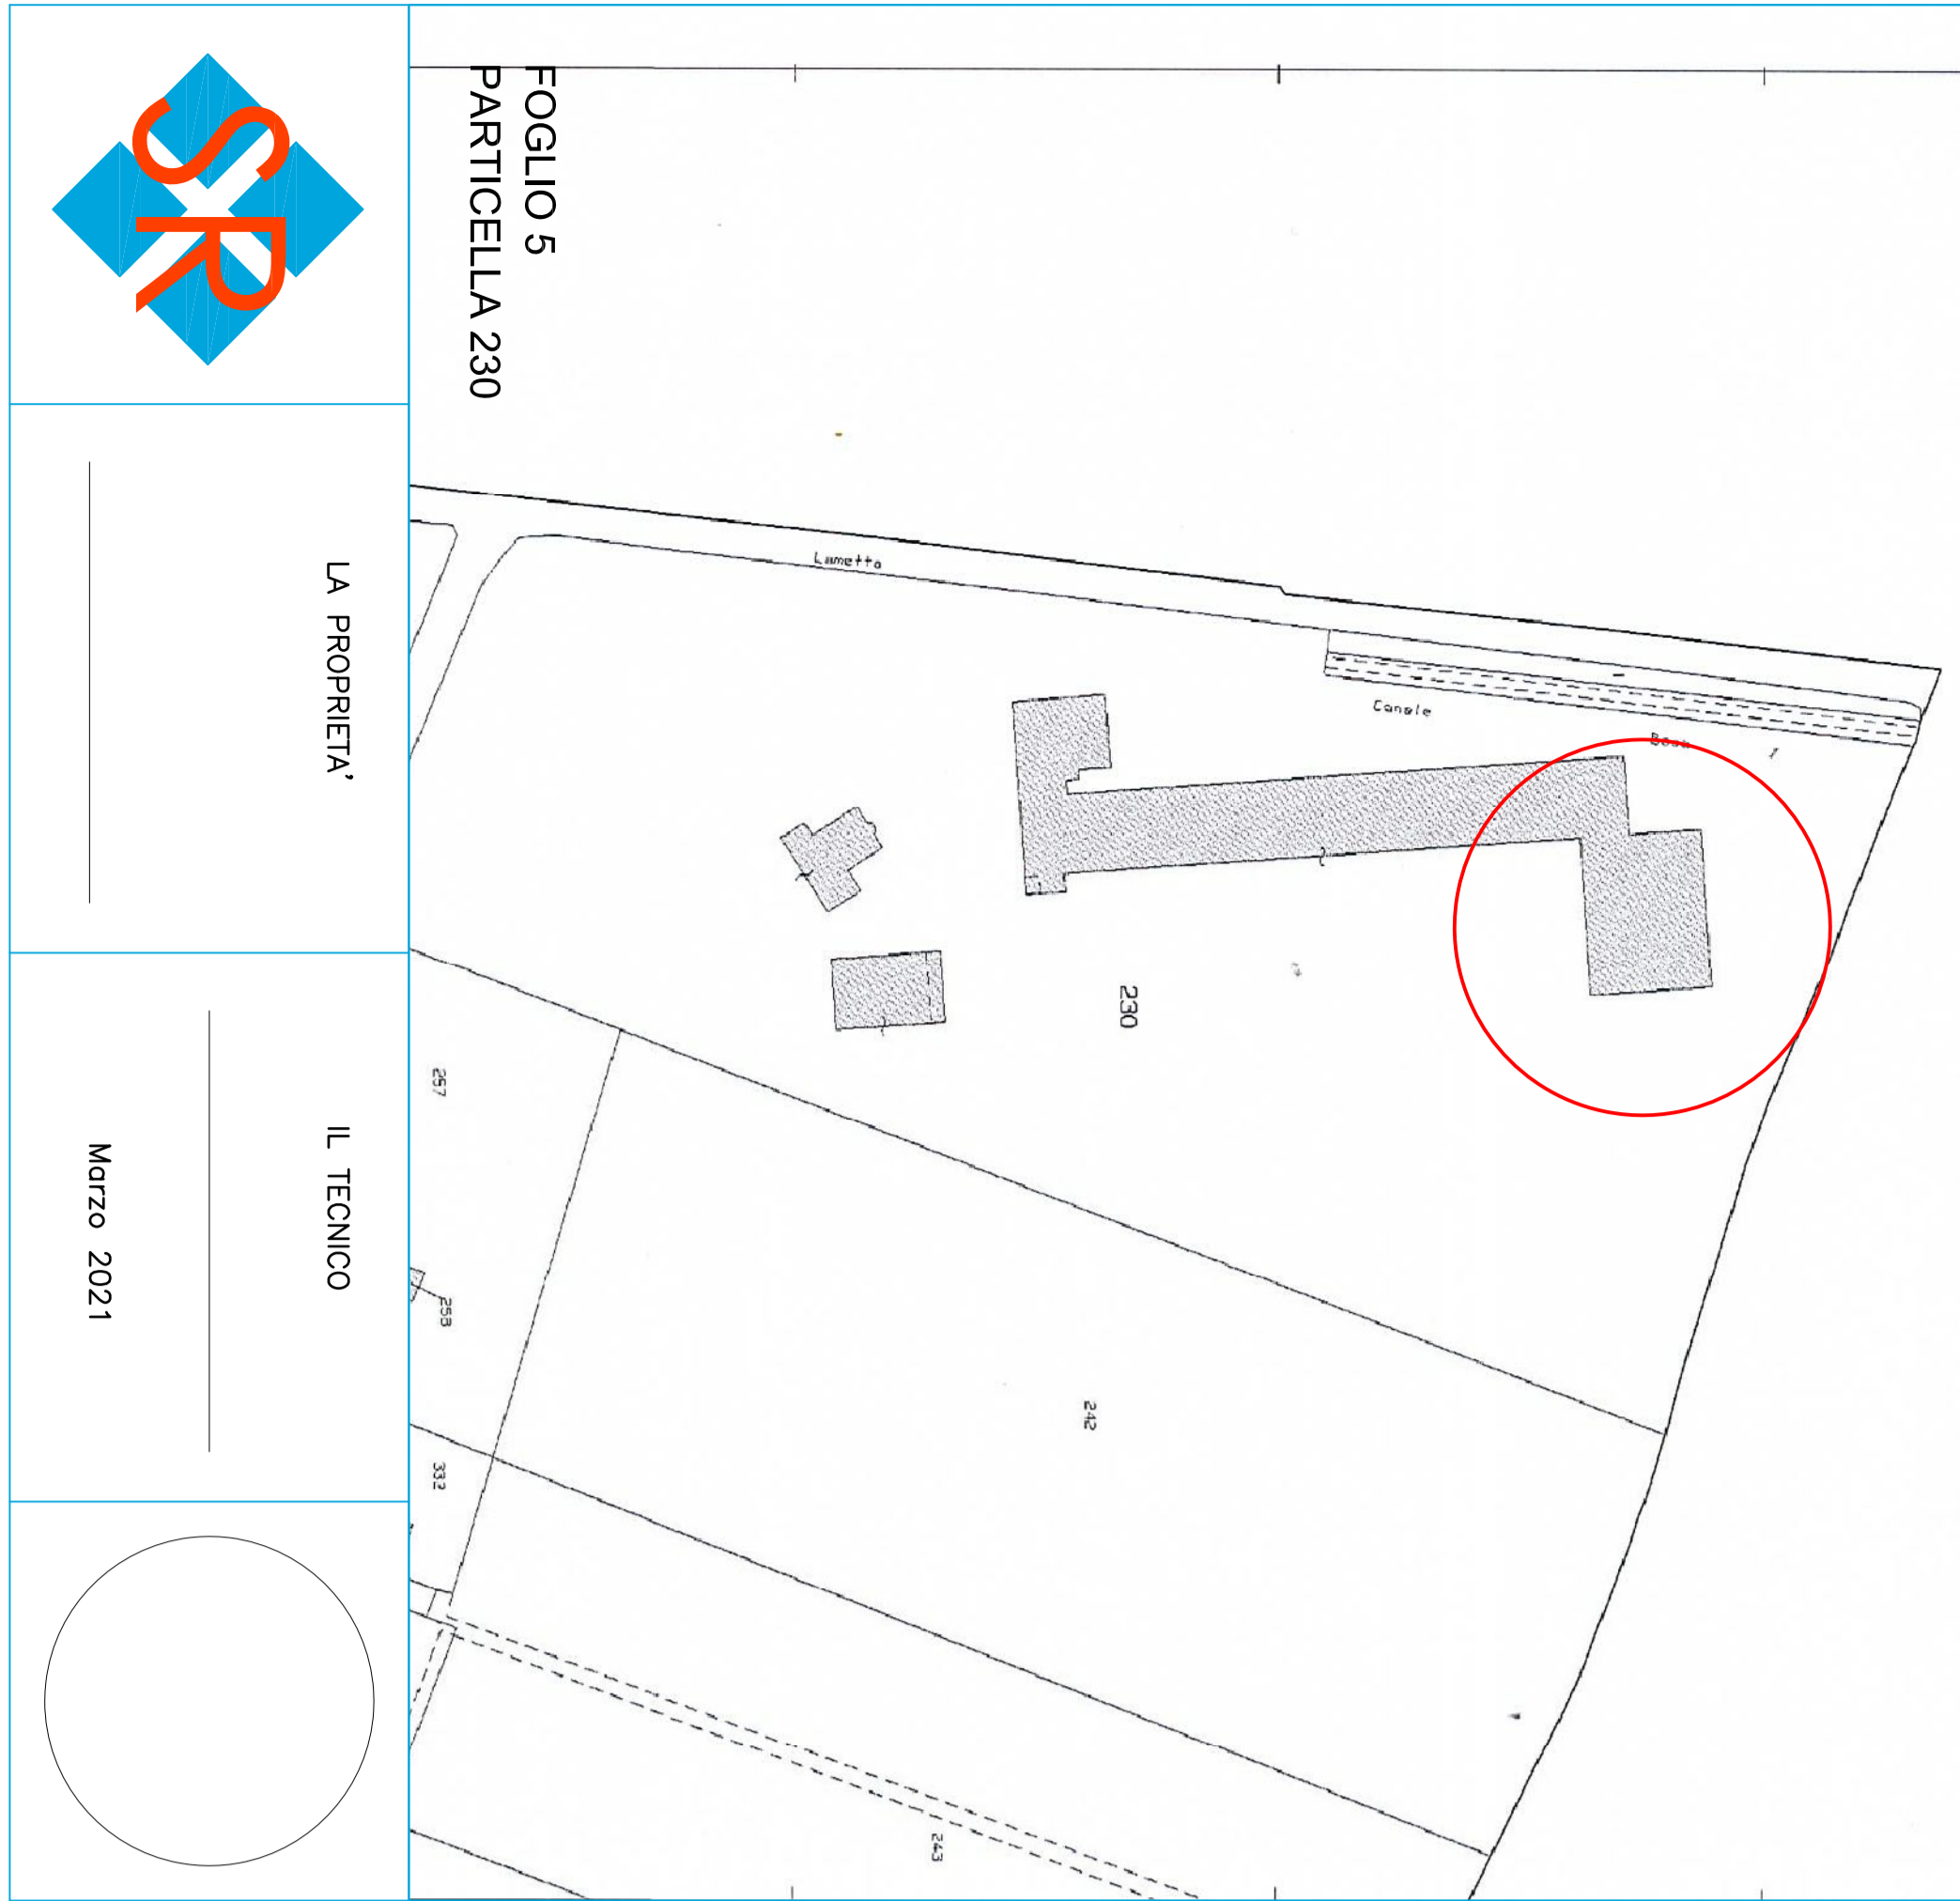 FOGLIO 5
PARTICELLA 230
SR
LA PROPRIETA'
IL TECNICO
Marzo 2021
Lametta
Canale
230
257
258
242
332
243